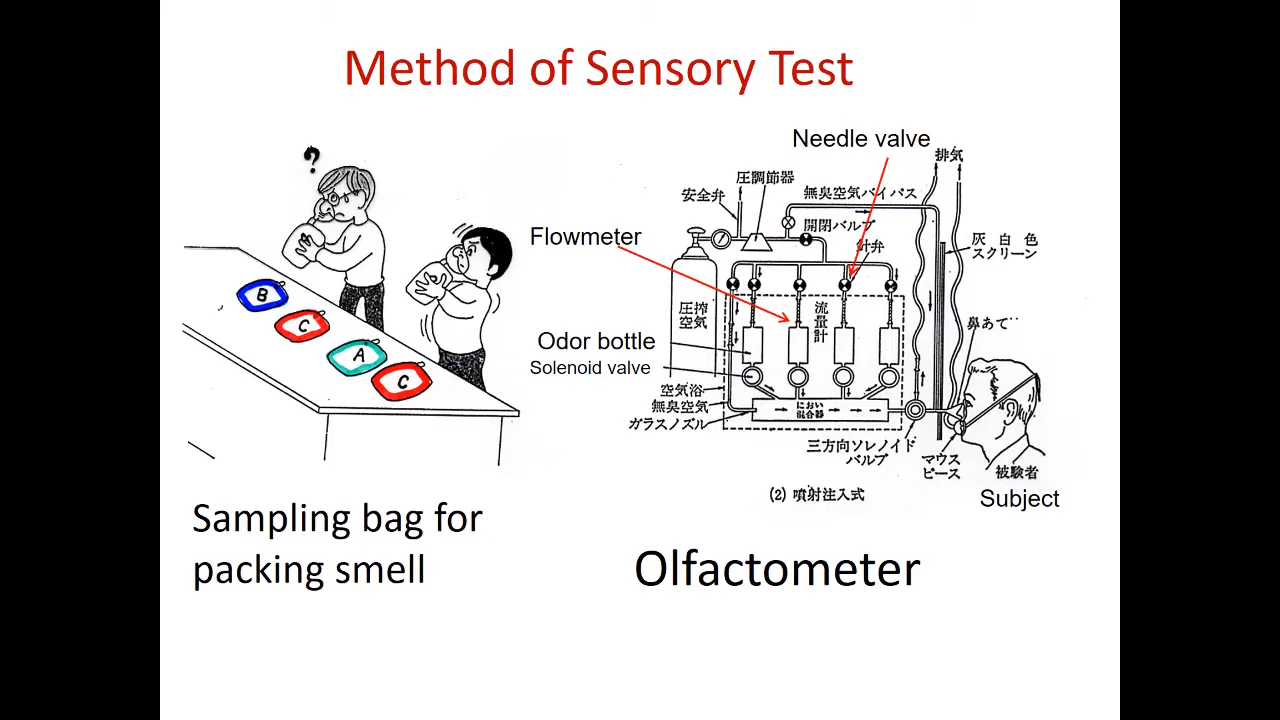 Method of Sensory Test
?
B
C
A
C
Sampling bag for
packing smell
Needle valve
排気
圧調節器
安全弁
無臭空気バイパス
開閉バルブ
Flowmeter
針弁
灰白色
スクリーン
圧搾
空気
流量計
鼻あて
Odor bottle
Solenoid valve
空気浴
無臭空気
ガラスノズル
におい
混合器
三方向ソレノイド
バルブ
マウス
ピース
被験者
(2) 噴射注入式
Subject
Olfactometer